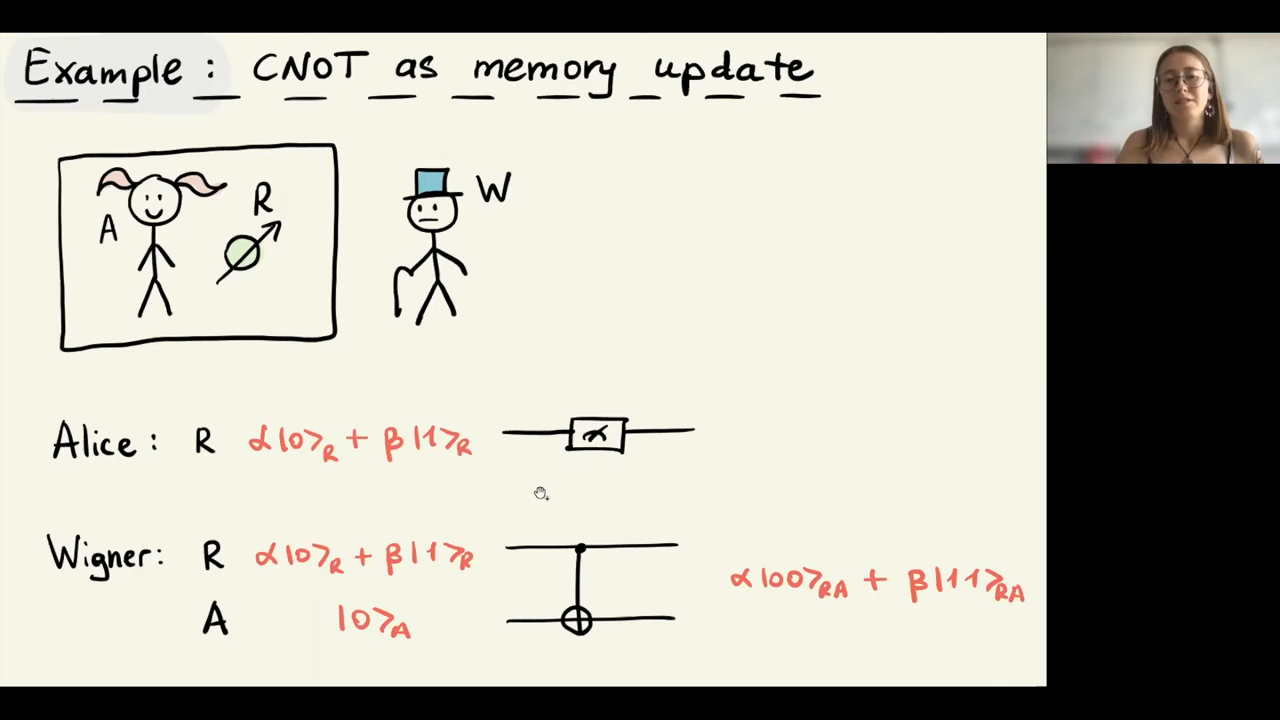 Example: CNOT as memory update
A R W
Alice: R α|0⟩_R + β|1⟩_R
Wigner: R α|0⟩_R + β|1⟩_R
α|00⟩_RA + β|11⟩_RA
A |0⟩_A